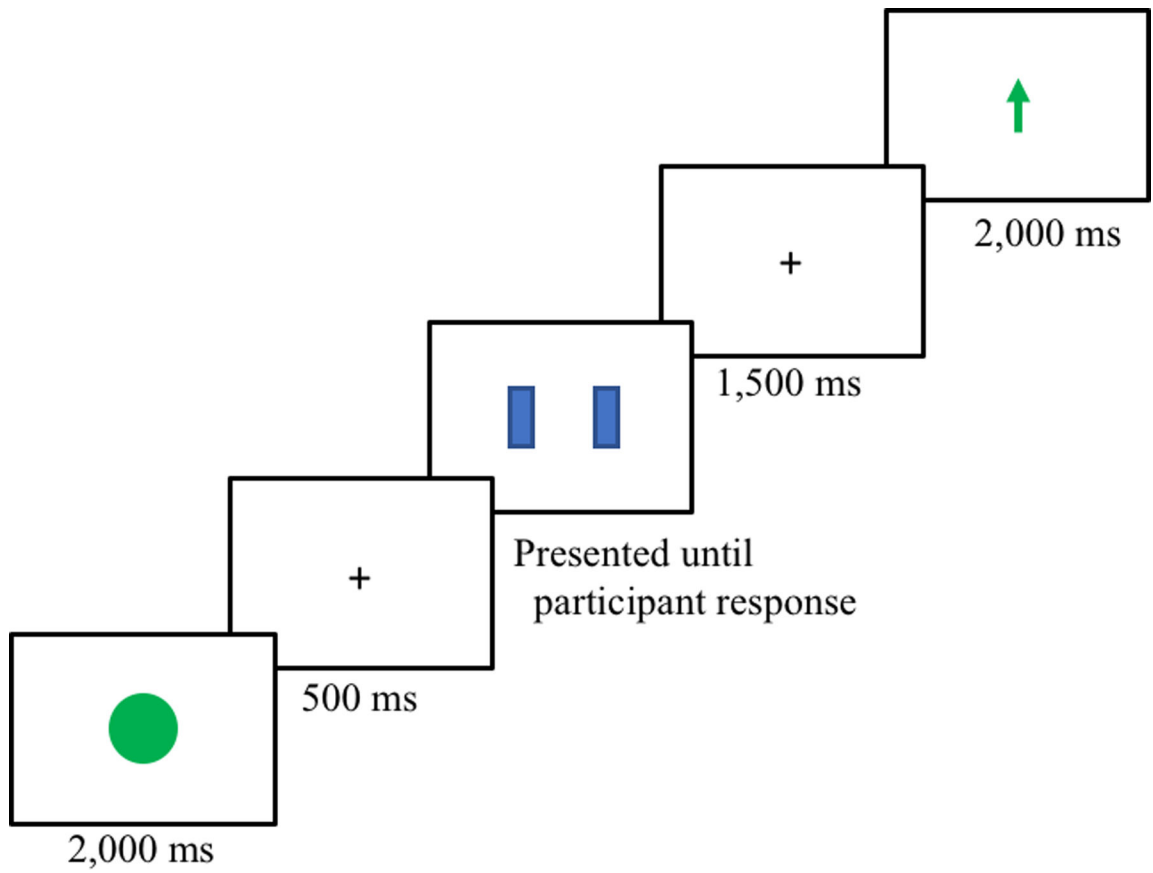 2,000 ms
1,500 ms
Presented until
participant response
500 ms
2,000 ms